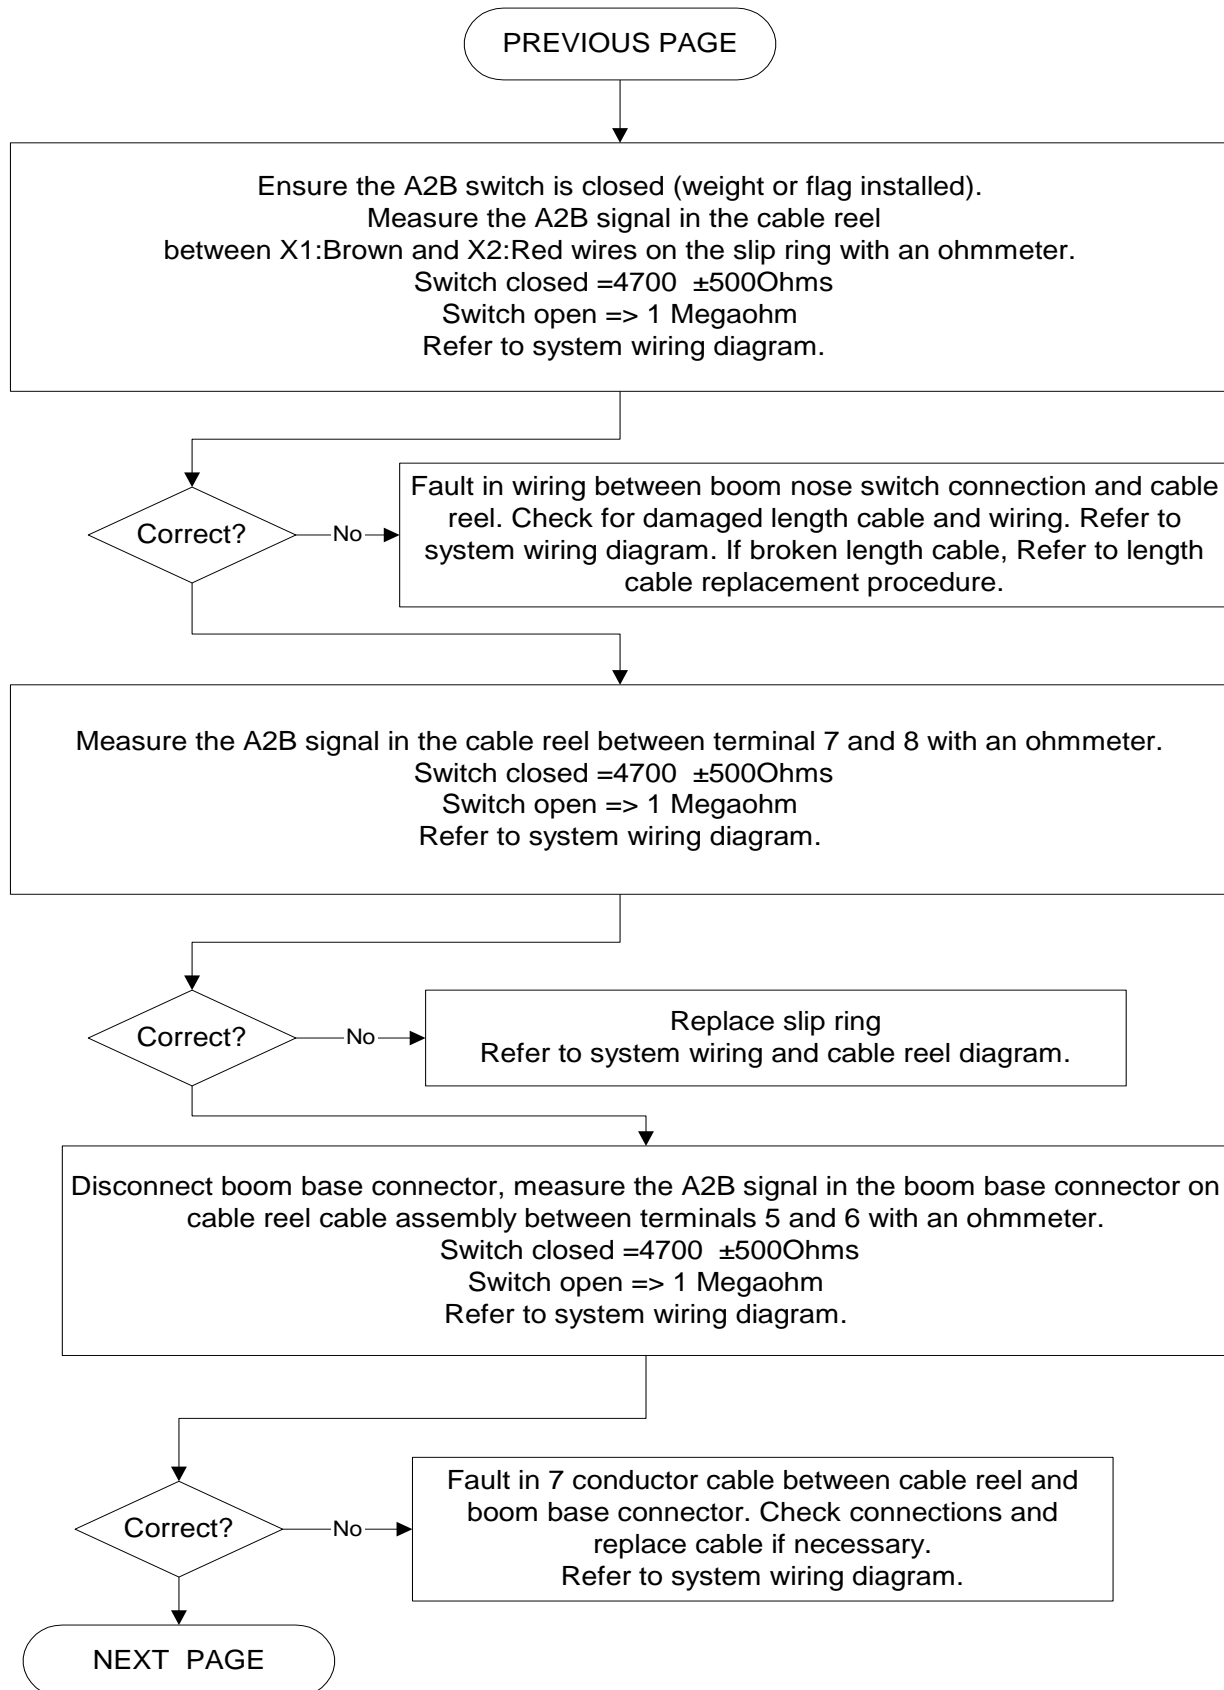 PREVIOUS PAGE
Ensure the A2B switch is closed (weight or flag installed).
Measure the A2B signal in the cable reel
between X1:Brown and X2:Red wires on the slip ring with an ohmmeter.
Switch closed =4700 ±500Ohms
Switch open => 1 Megaohm
Refer to system wiring diagram.
Correct?
No
Fault in wiring between boom nose switch connection and cable
reel. Check for damaged length cable and wiring. Refer to
system wiring diagram. If broken length cable, Refer to length
cable replacement procedure.
Measure the A2B signal in the cable reel between terminal 7 and 8 with an ohmmeter.
Switch closed =4700 ±500Ohms
Switch open => 1 Megaohm
Refer to system wiring diagram.
Correct?
No
Replace slip ring
Refer to system wiring and cable reel diagram.
Disconnect boom base connector, measure the A2B signal in the boom base connector on
cable reel cable assembly between terminals 5 and 6 with an ohmmeter.
Switch closed =4700 ±500Ohms
Switch open => 1 Megaohm
Refer to system wiring diagram.
Correct?
No
Fault in 7 conductor cable between cable reel and
boom base connector. Check connections and
replace cable if necessary.
Refer to system wiring diagram.
NEXT PAGE